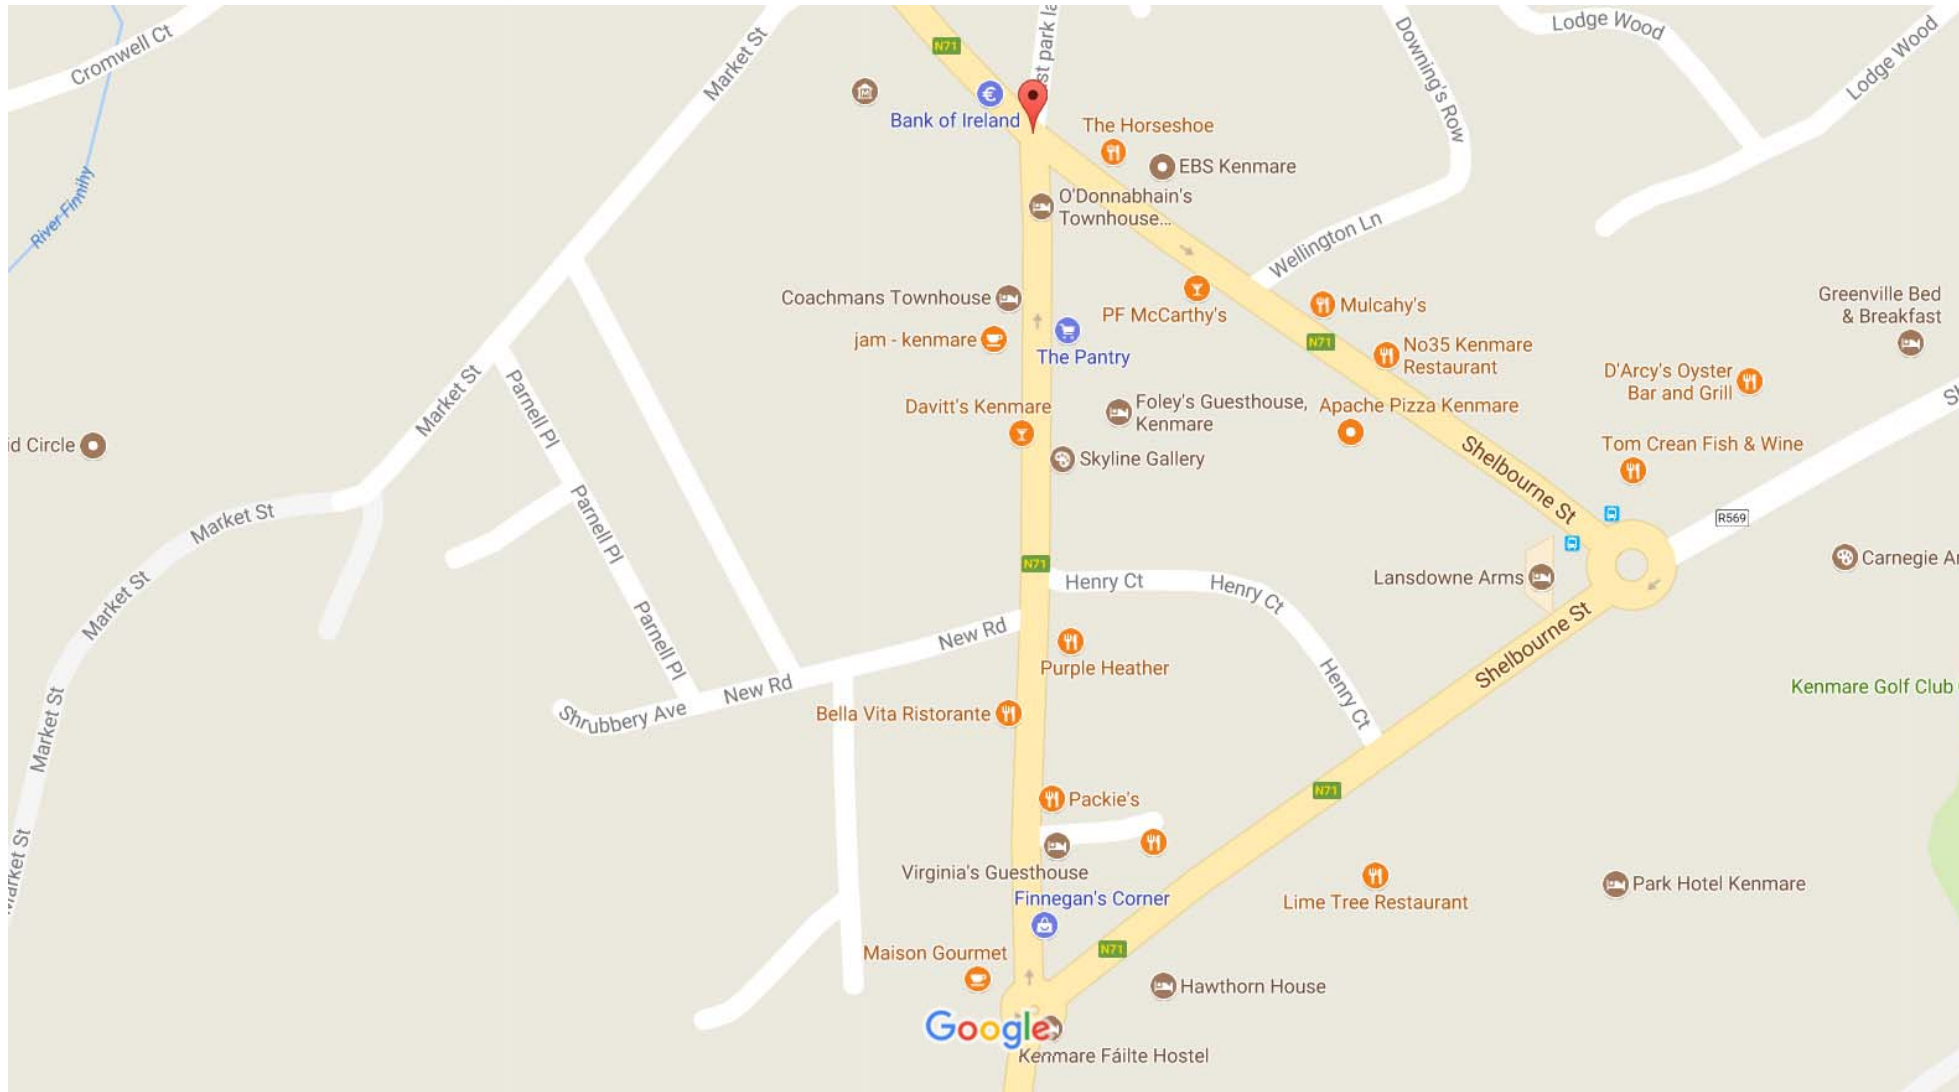 Cromwell Ct
Market St
N71
st park la
Downing's Row
Lodge Wood
Lodge Wood
Bank of Ireland
The Horseshoe
EBS Kenmare
River Finnihy
O'Donnabhain's
Townhouse...
Wellington Ln
Coachmans Townhouse
PF McCarthy's
Mulcahy's
Greenville Bed
& Breakfast
jam - kenmare
The Pantry
N71
No35 Kenmare
Restaurant
D'Arcy's Oyster
Bar and Grill
Sh
Market St
Parnell Pl
Davitt's Kenmare
Foley's Guesthouse,
Kenmare
Apache Pizza Kenmare
id Circle
Skyline Gallery
Shelbourne St
Tom Crean Fish & Wine
Market St
Parnell Pl
R569
N71
Henry Ct
Henry Ct
Lansdowne Arms
Carnegie Ar
Market St
Parnell Pl
New Rd
Purple Heather
Shelbourne St
Henry Ct
Kenmare Golf Club
Market St
New Rd
Shrubbery Ave
Bella Vita Ristorante
N71
Packie's
Market St
Virginia's Guesthouse
Finnegan's Corner
Lime Tree Restaurant
Park Hotel Kenmare
N71
Maison Gourmet
Hawthorn House
Google
Kenmare Fáilte Hostel